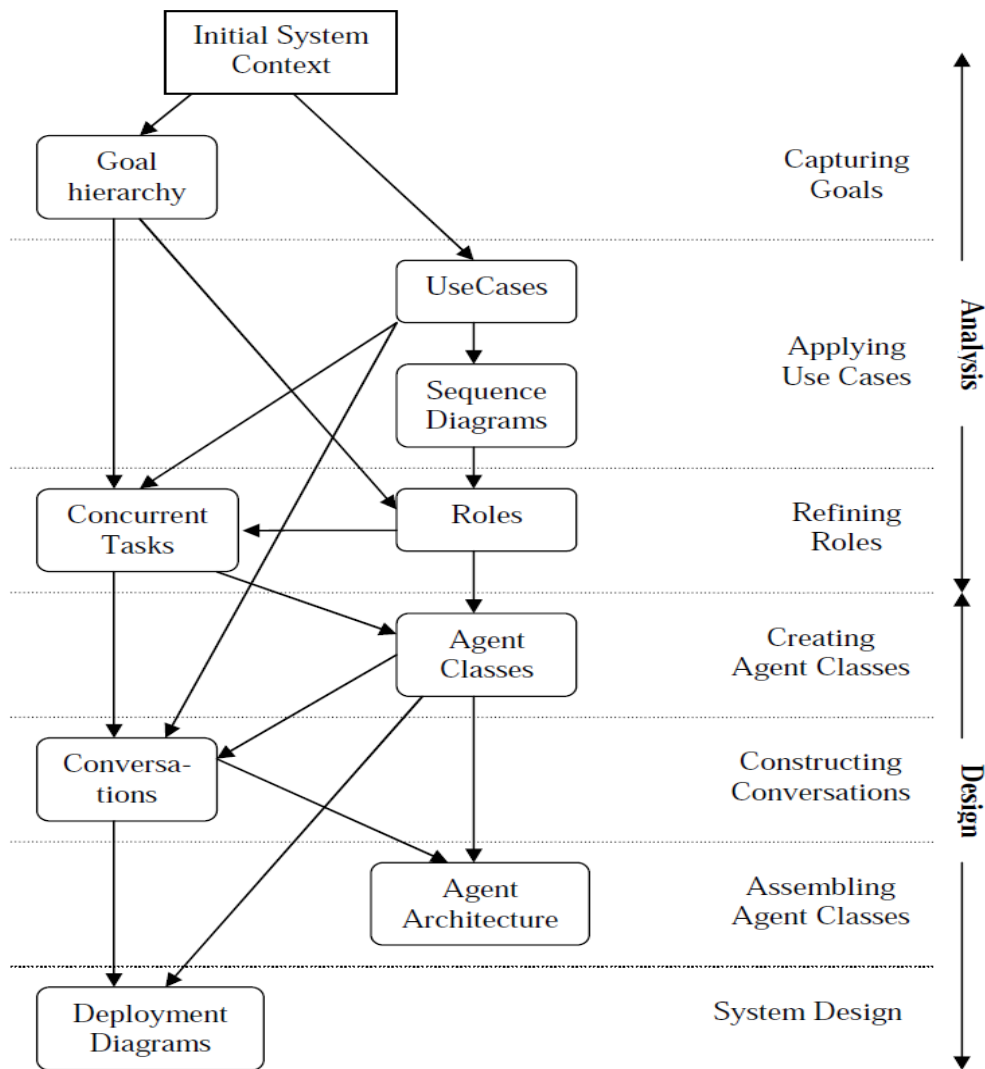 Initial System
Context
Goal
hierarchy
Capturing
Goals
UseCases
Applying
Use Cases
Sequence
Diagrams
Analysis
Concurrent
Tasks
Roles
Refining
Roles
Agent
Classes
Creating
Agent Classes
Conversa-
tions
Constructing
Conversations
Design
Agent
Architecture
Assembling
Agent Classes
Deployment
Diagrams
System Design